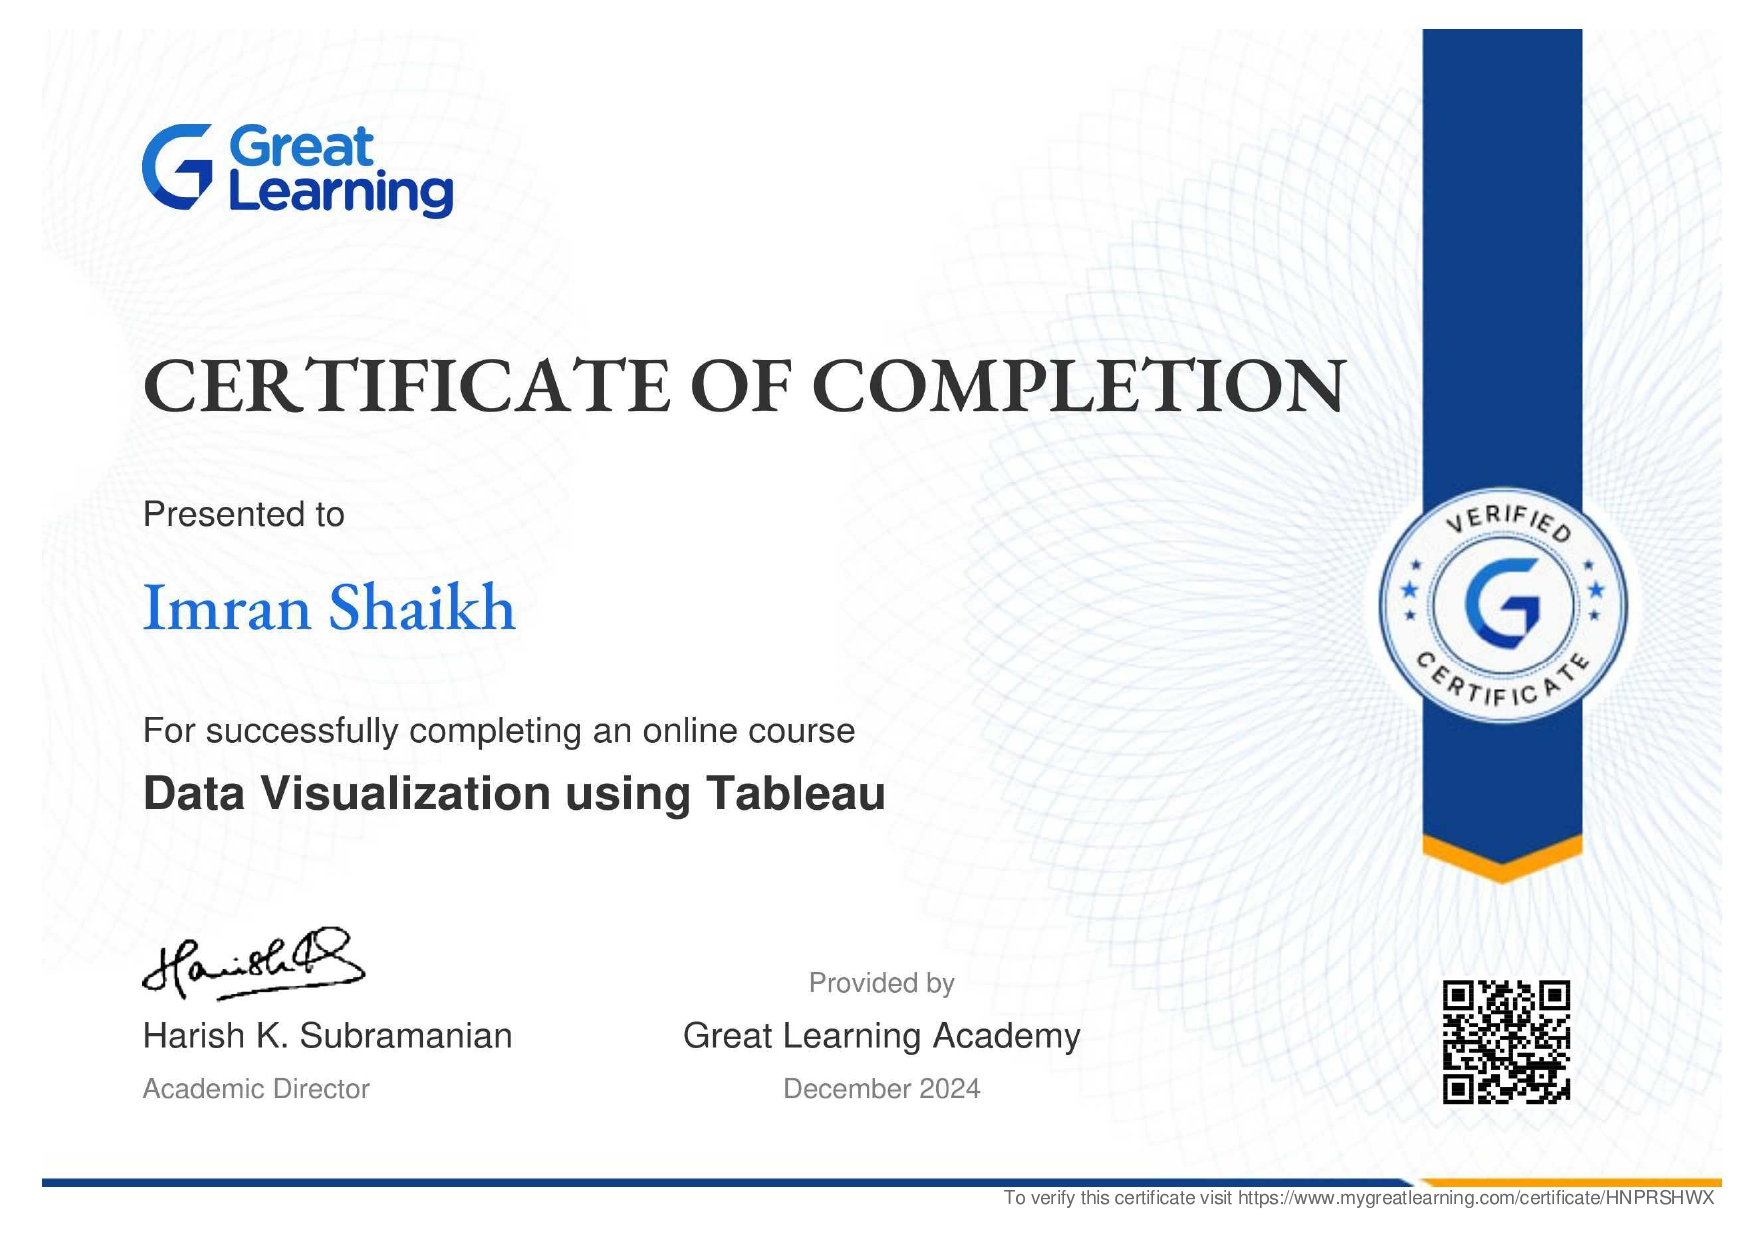 Great
Learning
CERTIFICATE OF COMPLETION
Presented to
Imran Shaikh
For successfully completing an online course
Data Visualization using Tableau
VERIFIED
CERTIFICATE
Harish K. Subramanian
Academic Director
Provided by
Great Learning Academy
December 2024
To verify this certificate visit https://www.mygreatlearning.com/certificate/HNPRSHWX